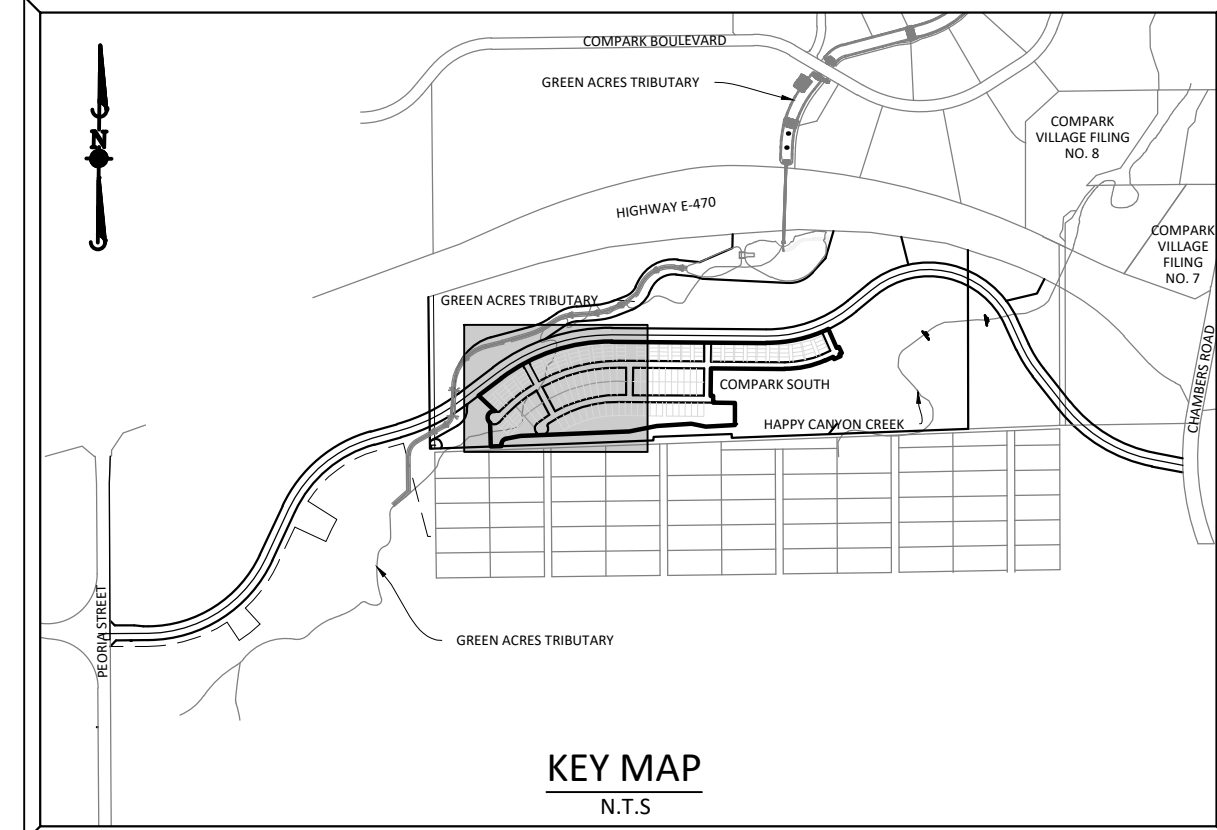 COMPARK BOULEVARD
GREEN ACRES TRIBUTARY
N
COMPARK
VILLAGE FILING
NO. 8
HIGHWAY E-470
COMPARK
VILLAGE
FILING
NO. 7
GREEN ACRES TRIBUTARY
CHAMBERS ROAD
COMPARK SOUTH
HAPPY CANYON CREEK
PEORIA STREET
GREEN ACRES TRIBUTARY
KEY MAP
N.T.S